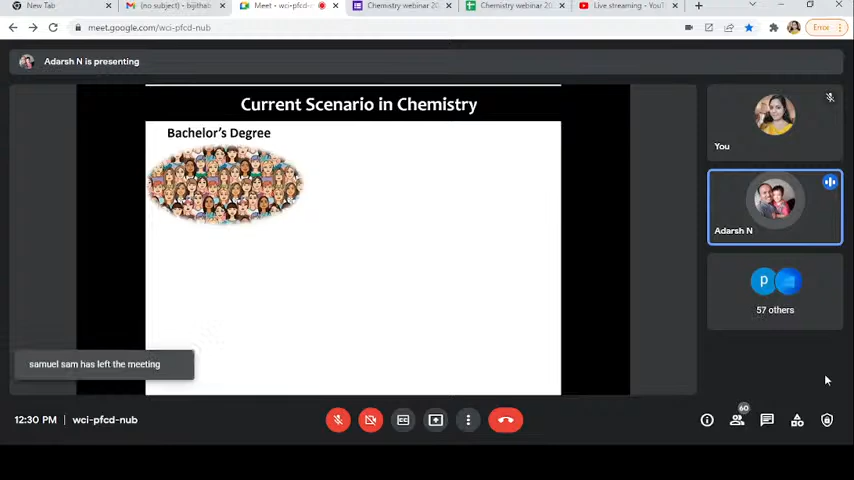 New Tab
(no subject) - bijithab
Meet - wci-pfcd-
Chemistry webinar 20
Chemistry webinar 20
Live streaming - YouT
meet.google.com/wci-pfcd-nub
Error
Adarsh N is presenting
Current Scenario in Chemistry
Bachelor's Degree
You
Adarsh N
p
57 others
samuel sam has left the meeting
12:30 PM | wci-pfcd-nub
CC
60